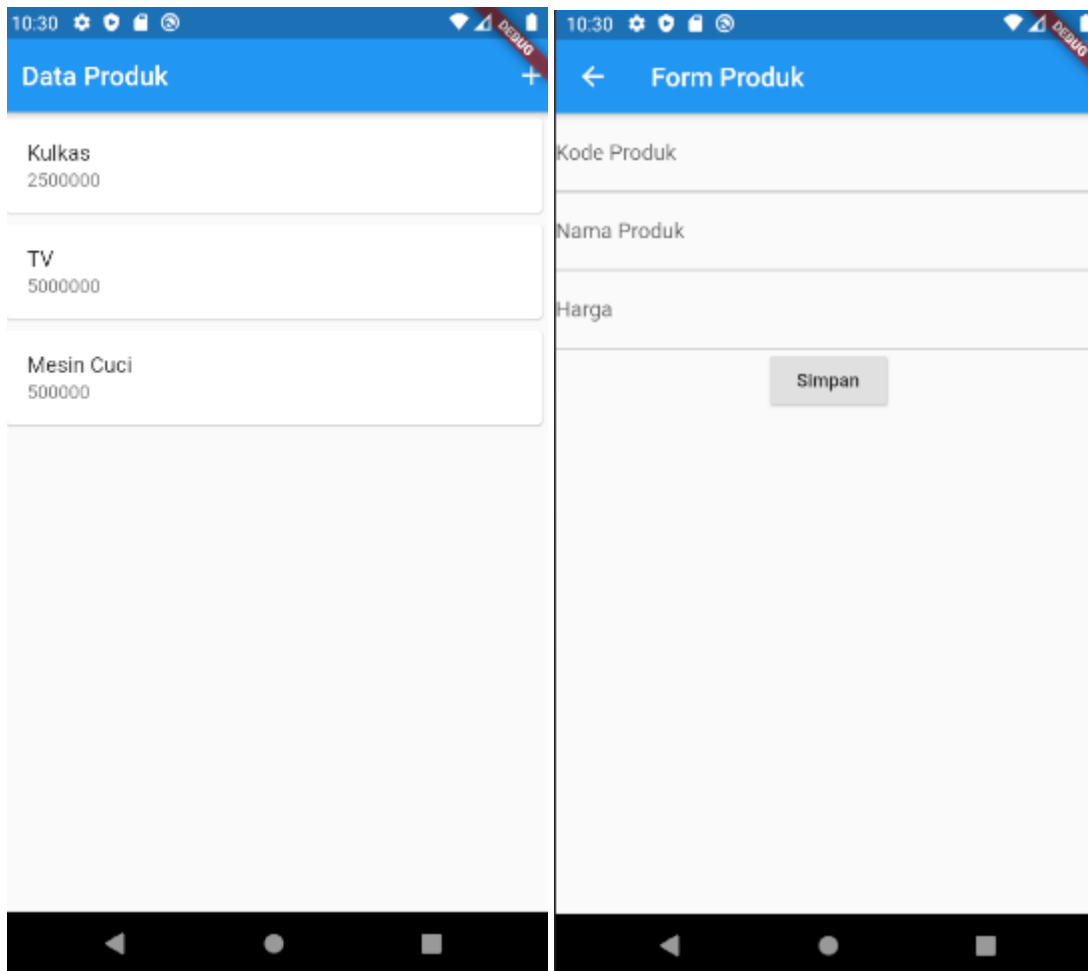 10:30
DEBUG
Data Produk
+
Kulkas
2500000
TV
5000000
Mesin Cuci
500000
10:30
DEBUG
Form Produk
Kode Produk
Nama Produk
Harga
Simpan